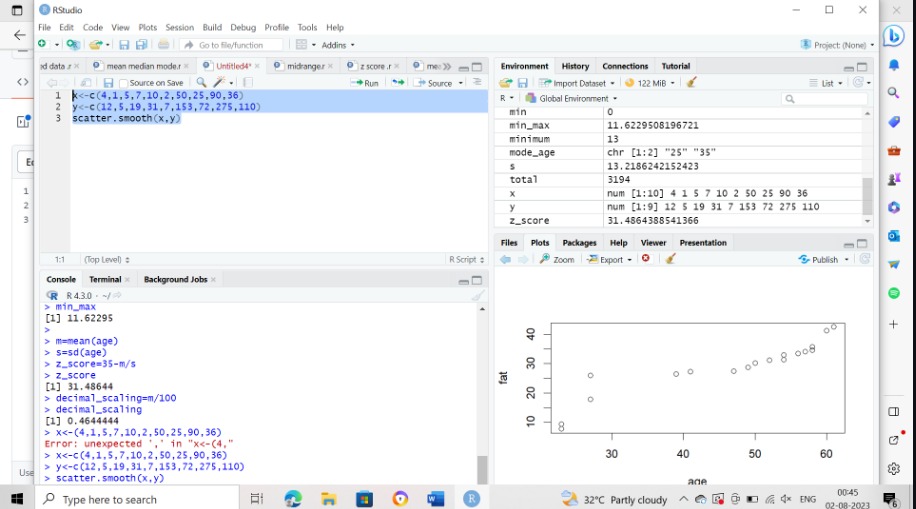 RStudio
File Edit Code View Plots Session Build Debug Profile Tools Help
Go to file/function
Addins
Project: (None)
ed data.r
mean median mode.r
Untitled4*
midrange.r
z score .r
mec
Source on Save
Run
Source
1 x<-c(4,1,5,7,10,2,50,25,90,36)
2 y<-c(12,5,19,31,7,153,72,275,110)
3 scatter.smooth(x,y)
1:1 (Top Level) R Script
Console Terminal Background Jobs
R 4.3.0 · ~/
> min_max
[1] 11.62295
>
> m=mean(age)
> s=sd(age)
> z_score=35-m/s
> z_score
[1] 31.48644
> decimal_scaling=m/100
> decimal_scaling
[1] 0.4644444
> x<-(4,1,5,7,10,2,50,25,90,36)
Error: unexpected ',' in "x<-(4,"
> x<-c(4,1,5,7,10,2,50,25,90,36)
> y<-c(12,5,19,31,7,153,72,275,110)
> scatter.smooth(x,y)
Environment History Connections Tutorial
Import Dataset 122 MiB List
R Global Environment
min 0
min_max 11.6229508196721
minimum 13
mode_age chr [1:2] "25" "35"
s 13.2186242152423
total 3194
x num [1:10] 4 1 5 7 10 2 50 25 90 36
y num [1:9] 12 5 19 31 7 153 72 275 110
z_score 31.4864388541366
Files Plots Packages Help Viewer Presentation
Zoom Export Publish
fat
40
30
20
10
30 40 50 60
age
1
2
3
Use
Type here to search
32°C Partly cloudy
ENG
00:45
02-08-2023
6